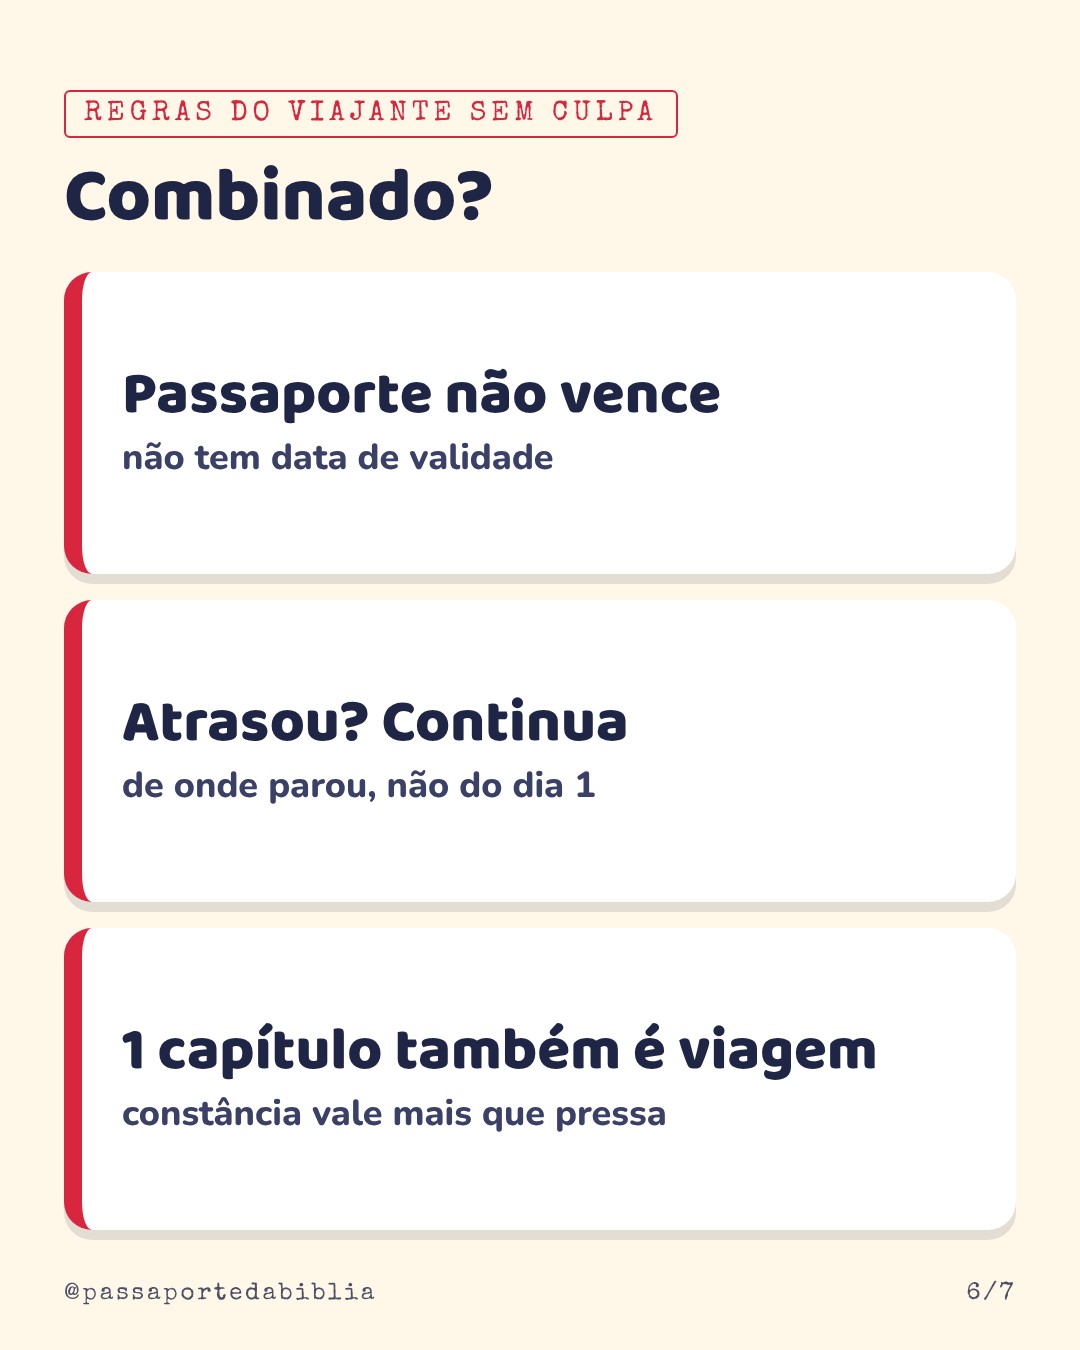 REGRAS DO VIAJANTE SEM CULPA
Combinado?
Passaporte não vence
não tem data de validade
Atrasou? Continua
de onde parou, não do dia 1
1 capítulo também é viagem
constância vale mais que pressa
@passaportedabiblia
6/7